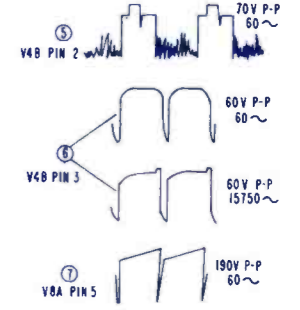 70V P-P
60~
5
V4B PIN 2
60V P-P
60~
6
V4B PIN 3
60V P-P
15750~
7
V8A PIN 5
190V P-P
60~